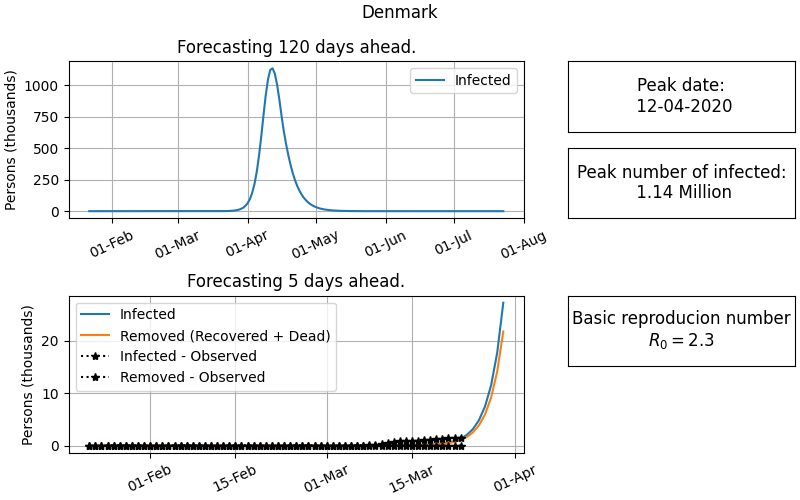 Denmark
Forecasting 120 days ahead.
Persons (thousands)
1000
750
500
250
0
Infected
01-Feb
01-Mar
01-Apr
01-May
01-Jun
01-Jul
01-Aug
Peak date:
12-04-2020
Peak number of infected:
1.14 Million
Forecasting 5 days ahead.
Persons (thousands)
20
10
0
Infected
Removed (Recovered + Dead)
Infected - Observed
Removed - Observed
01-Feb
15-Feb
01-Mar
15-Mar
01-Apr
Basic reproducion number
R₀ = 2.3